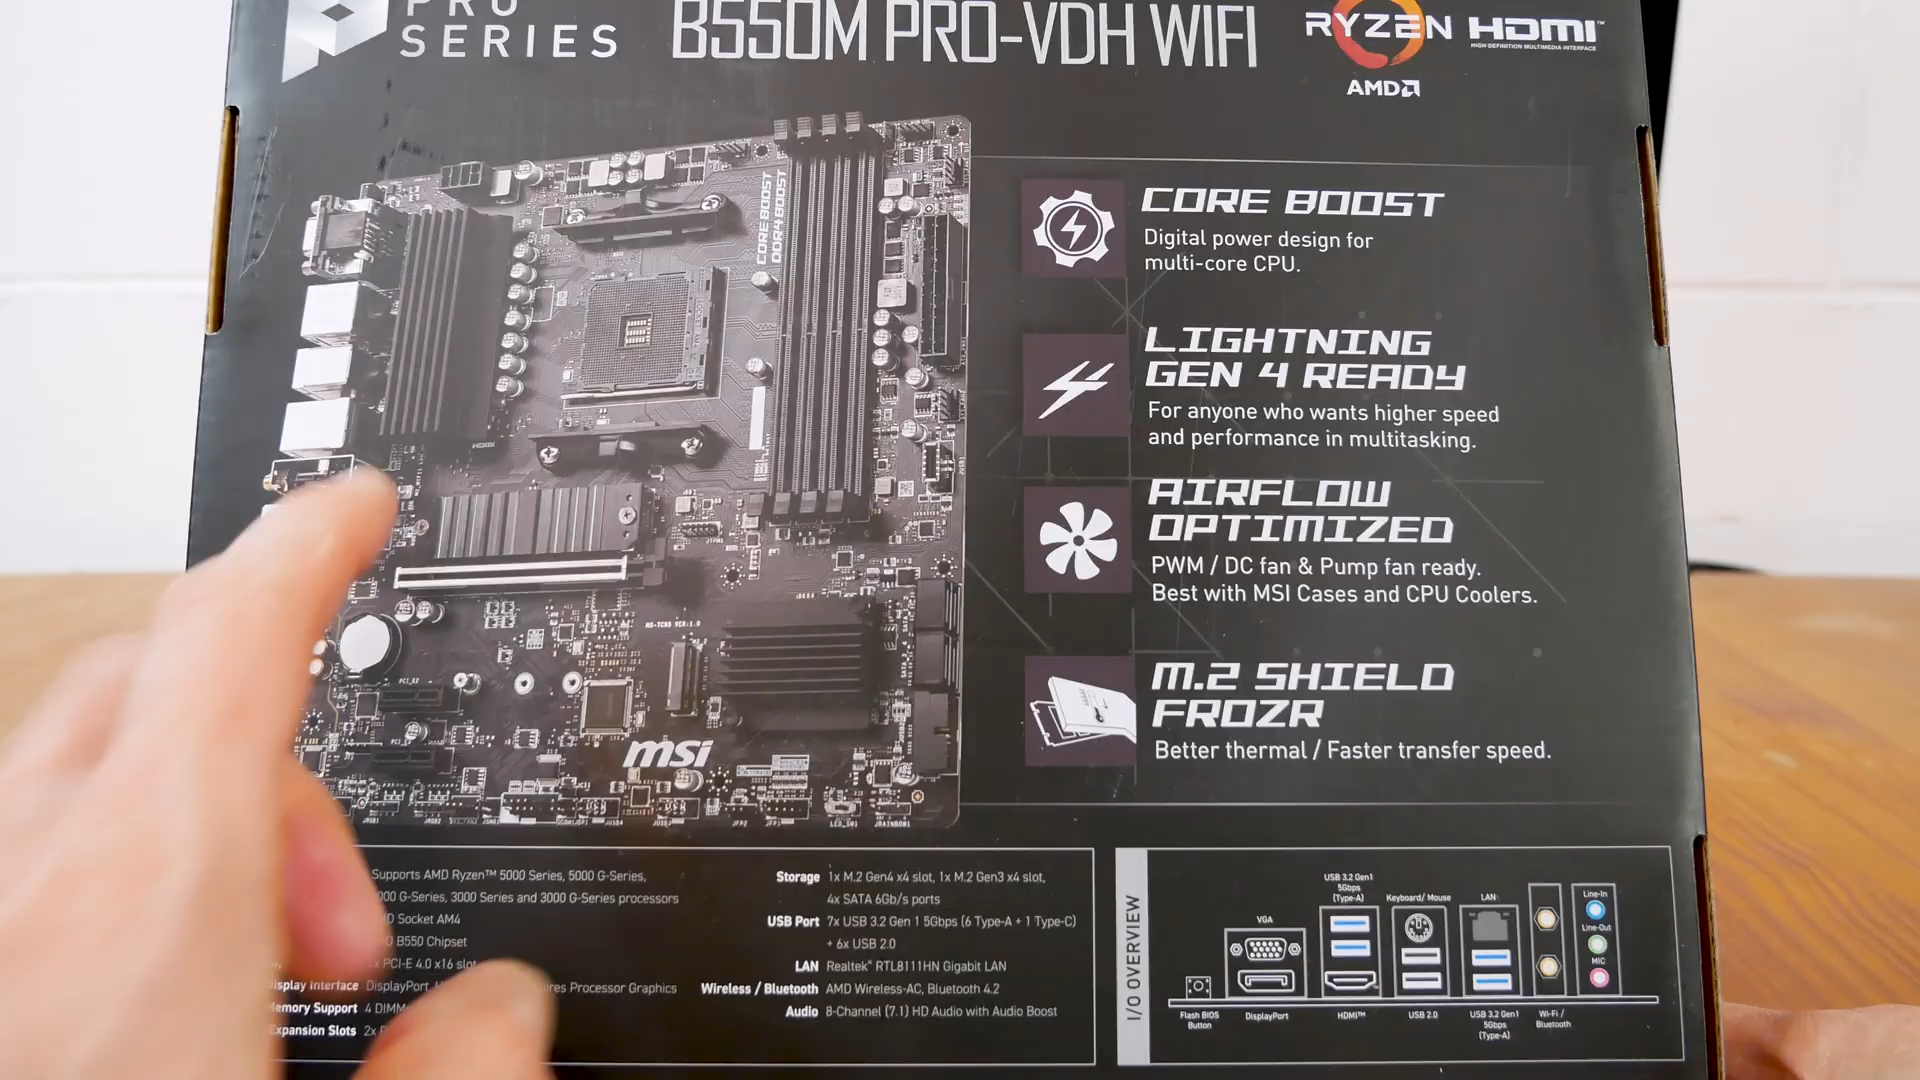 PRO
SERIES
B550M PRO-VDH WIFI
RYZEN
AMD
HDMI™
HIGH-DEFINITION MULTIMEDIA INTERFACE
CORE BOOST
DDR4 BOOST
HDMI
PCI_E2
msi
JRGB1
JRGB2
JFP2
JFP1
LED_SW1
JRAINBOW1
CORE BOOST
Digital power design for
multi-core CPU.
LIGHTNING
GEN 4 READY
For anyone who wants higher speed
and performance in multitasking.
AIRFLOW
OPTIMIZED
PWM / DC fan & Pump fan ready.
Best with MSI Cases and CPU Coolers.
M.2 SHIELD
FROZR
Better thermal / Faster transfer speed.
Supports AMD Ryzen™ 5000 Series, 5000 G-Series,
000 G-Series, 3000 Series and 3000 G-Series processors
D Socket AM4
D B550 Chipset
x PCI-E 4.0 x16 slot
isplay Interface DisplayPort, ires Processor Graphics
emory Support 4 DIMM
Expansion Slots 2x
Storage 1x M.2 Gen4 x4 slot, 1x M.2 Gen3 x4 slot,
4x SATA 6Gb/s ports
USB Port 7x USB 3.2 Gen 1 5Gbps (6 Type-A + 1 Type-C)
+ 6x USB 2.0
LAN Realtek® RTL8111HN Gigabit LAN
Wireless / Bluetooth AMD Wireless-AC, Bluetooth 4.2
Audio 8-Channel (7.1) HD Audio with Audio Boost
I/O OVERVIEW
Flash BIOS
Button
VGA
DisplayPort
USB 3.2 Gen1
5Gbps
(Type-A)
HDMI™
Keyboard/ Mouse
USB 2.0
LAN
USB 3.2 Gen1
5Gbps
(Type-A)
Wi-Fi /
Bluetooth
Line-In
Line-Out
MIC